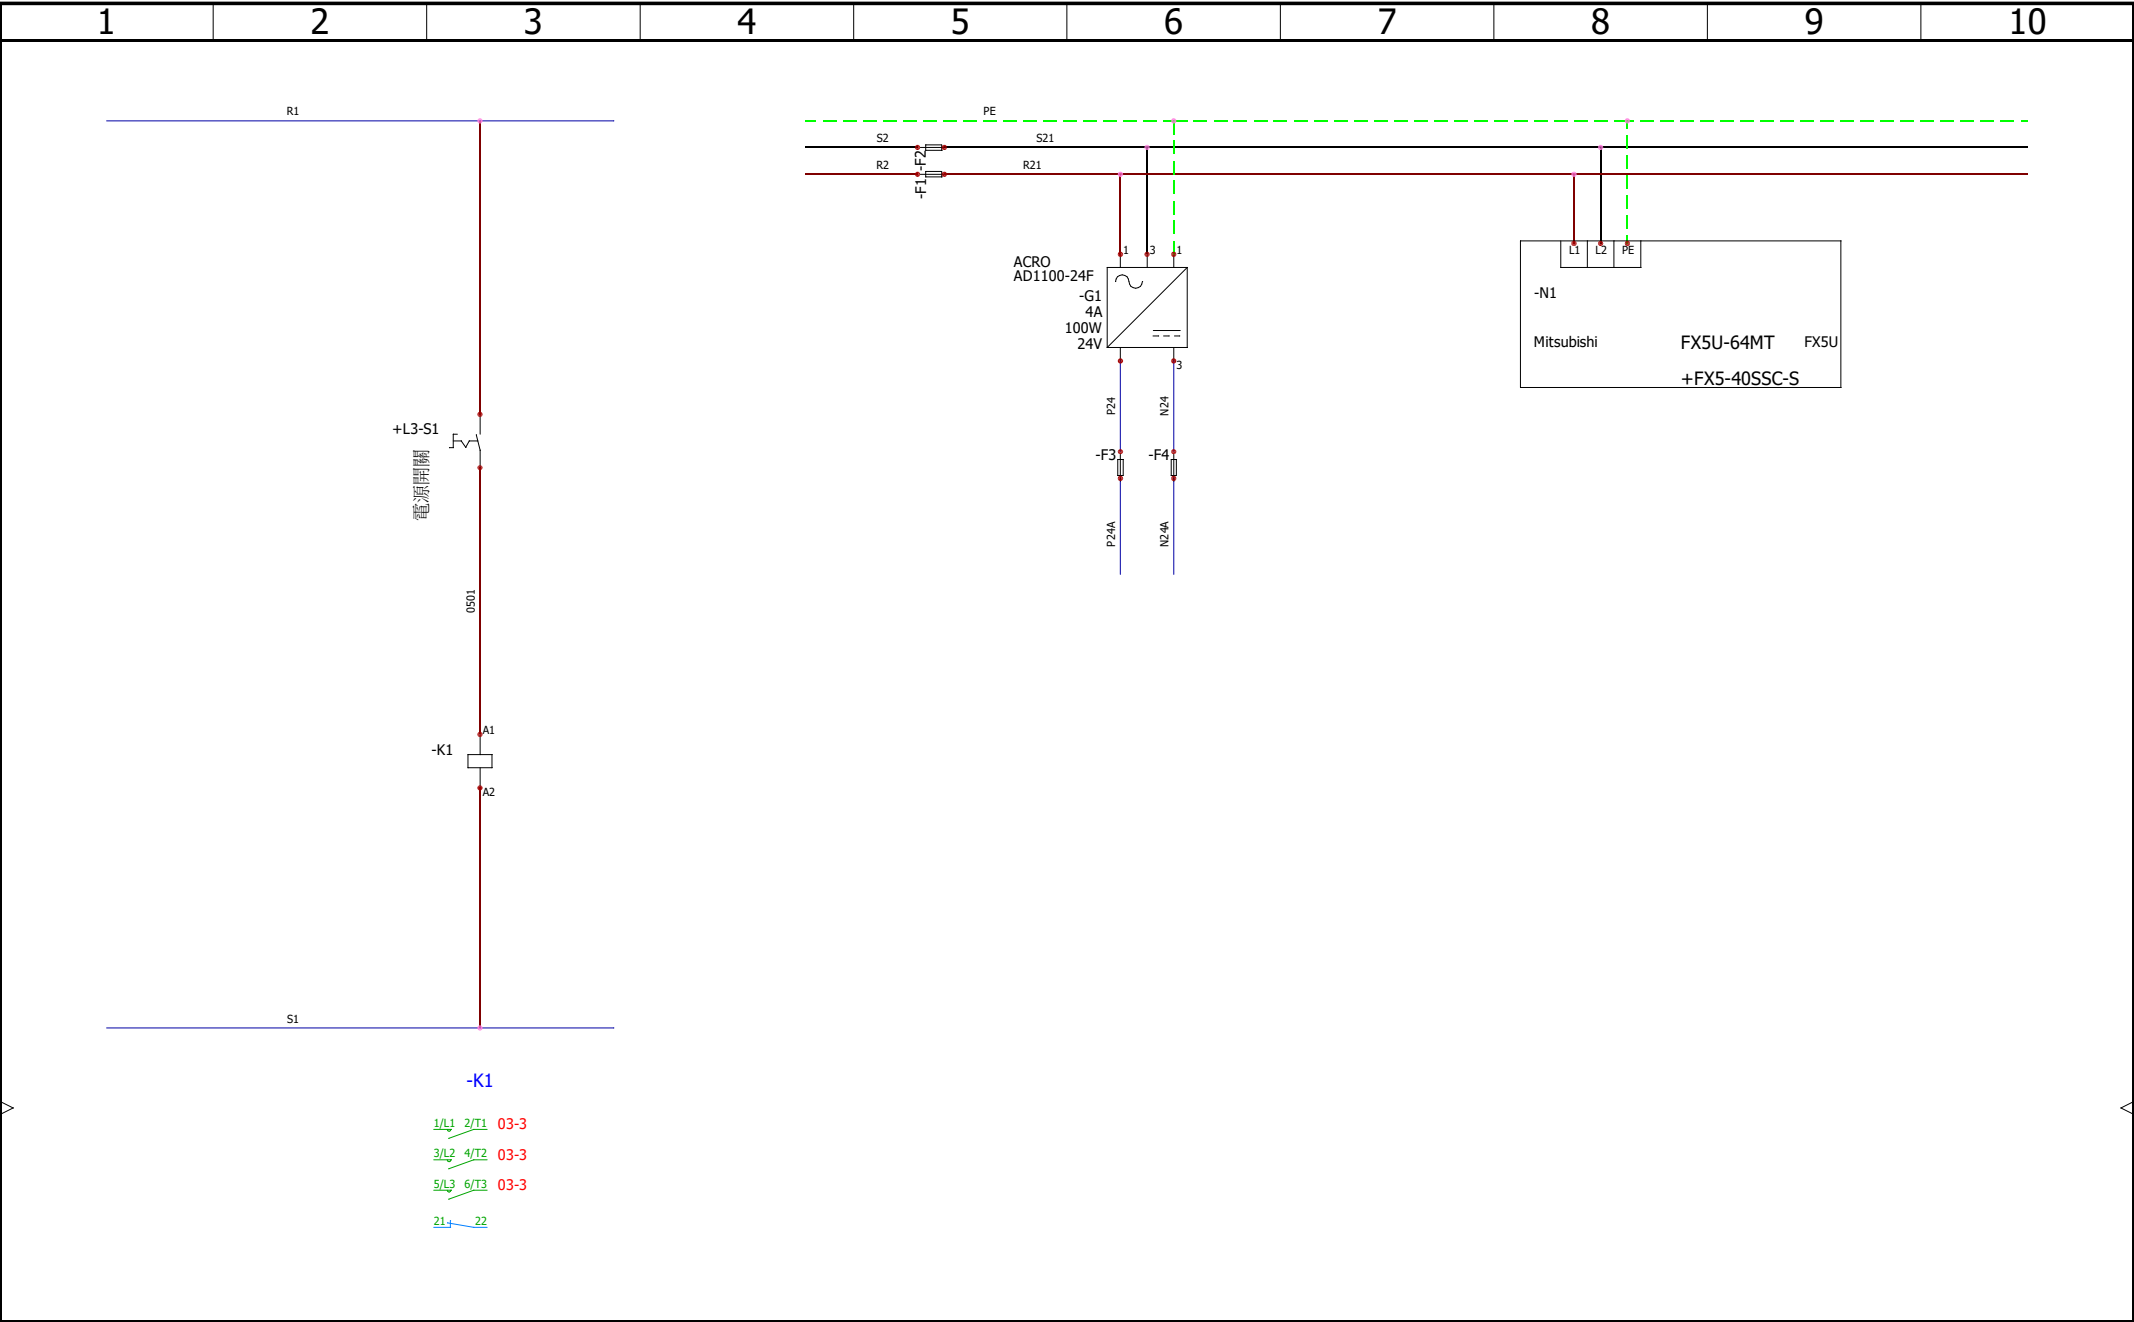 1 2 3 4 5 6 7 8 9 10
R1
+L3-S1
電源開關
0501
A1
-K1
A2
S1
-K1
1/L1 2/T1 03-3
3/L2 4/T2 03-3
5/L3 6/T3 03-3
21 22
PE
S2 S21
-F2
R2 R21
-F1
1 3 1
ACRO
AD1100-24F
-G1
4A
100W
24V
3
P24 N24
-F3 -F4
P24A N24A
L1 L2 PE
-N1
Mitsubishi FX5U-64MT FX5U
+FX5-40SSC-S